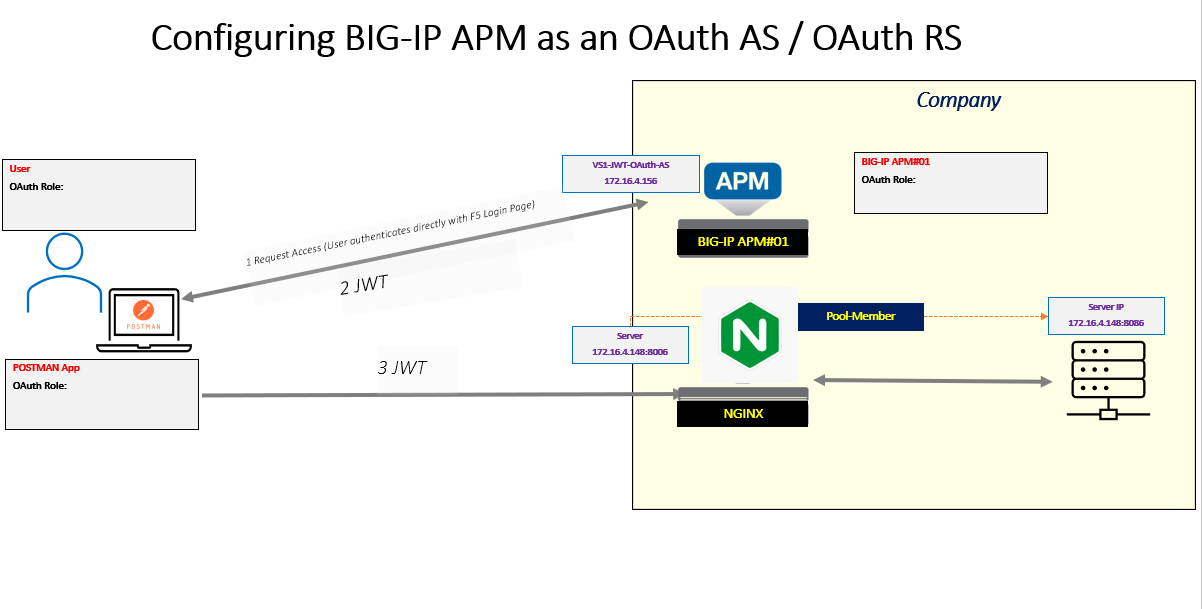 Configuring BIG-IP APM as an OAuth AS / OAuth RS
Company
User
OAuth Role:
VS1-JWT-OAuth-AS
172.16.4.156
APM
BIG-IP APM#01
BIG-IP APM#01
OAuth Role:
1 Request Access (User authenticates directly with F5 Login Page)
2 JWT
POSTMAN
Server
172.16.4.148:8006
N
Pool-Member
Server IP
172.16.4.148:8086
POSTMAN App
OAuth Role:
3 JWT
NGINX